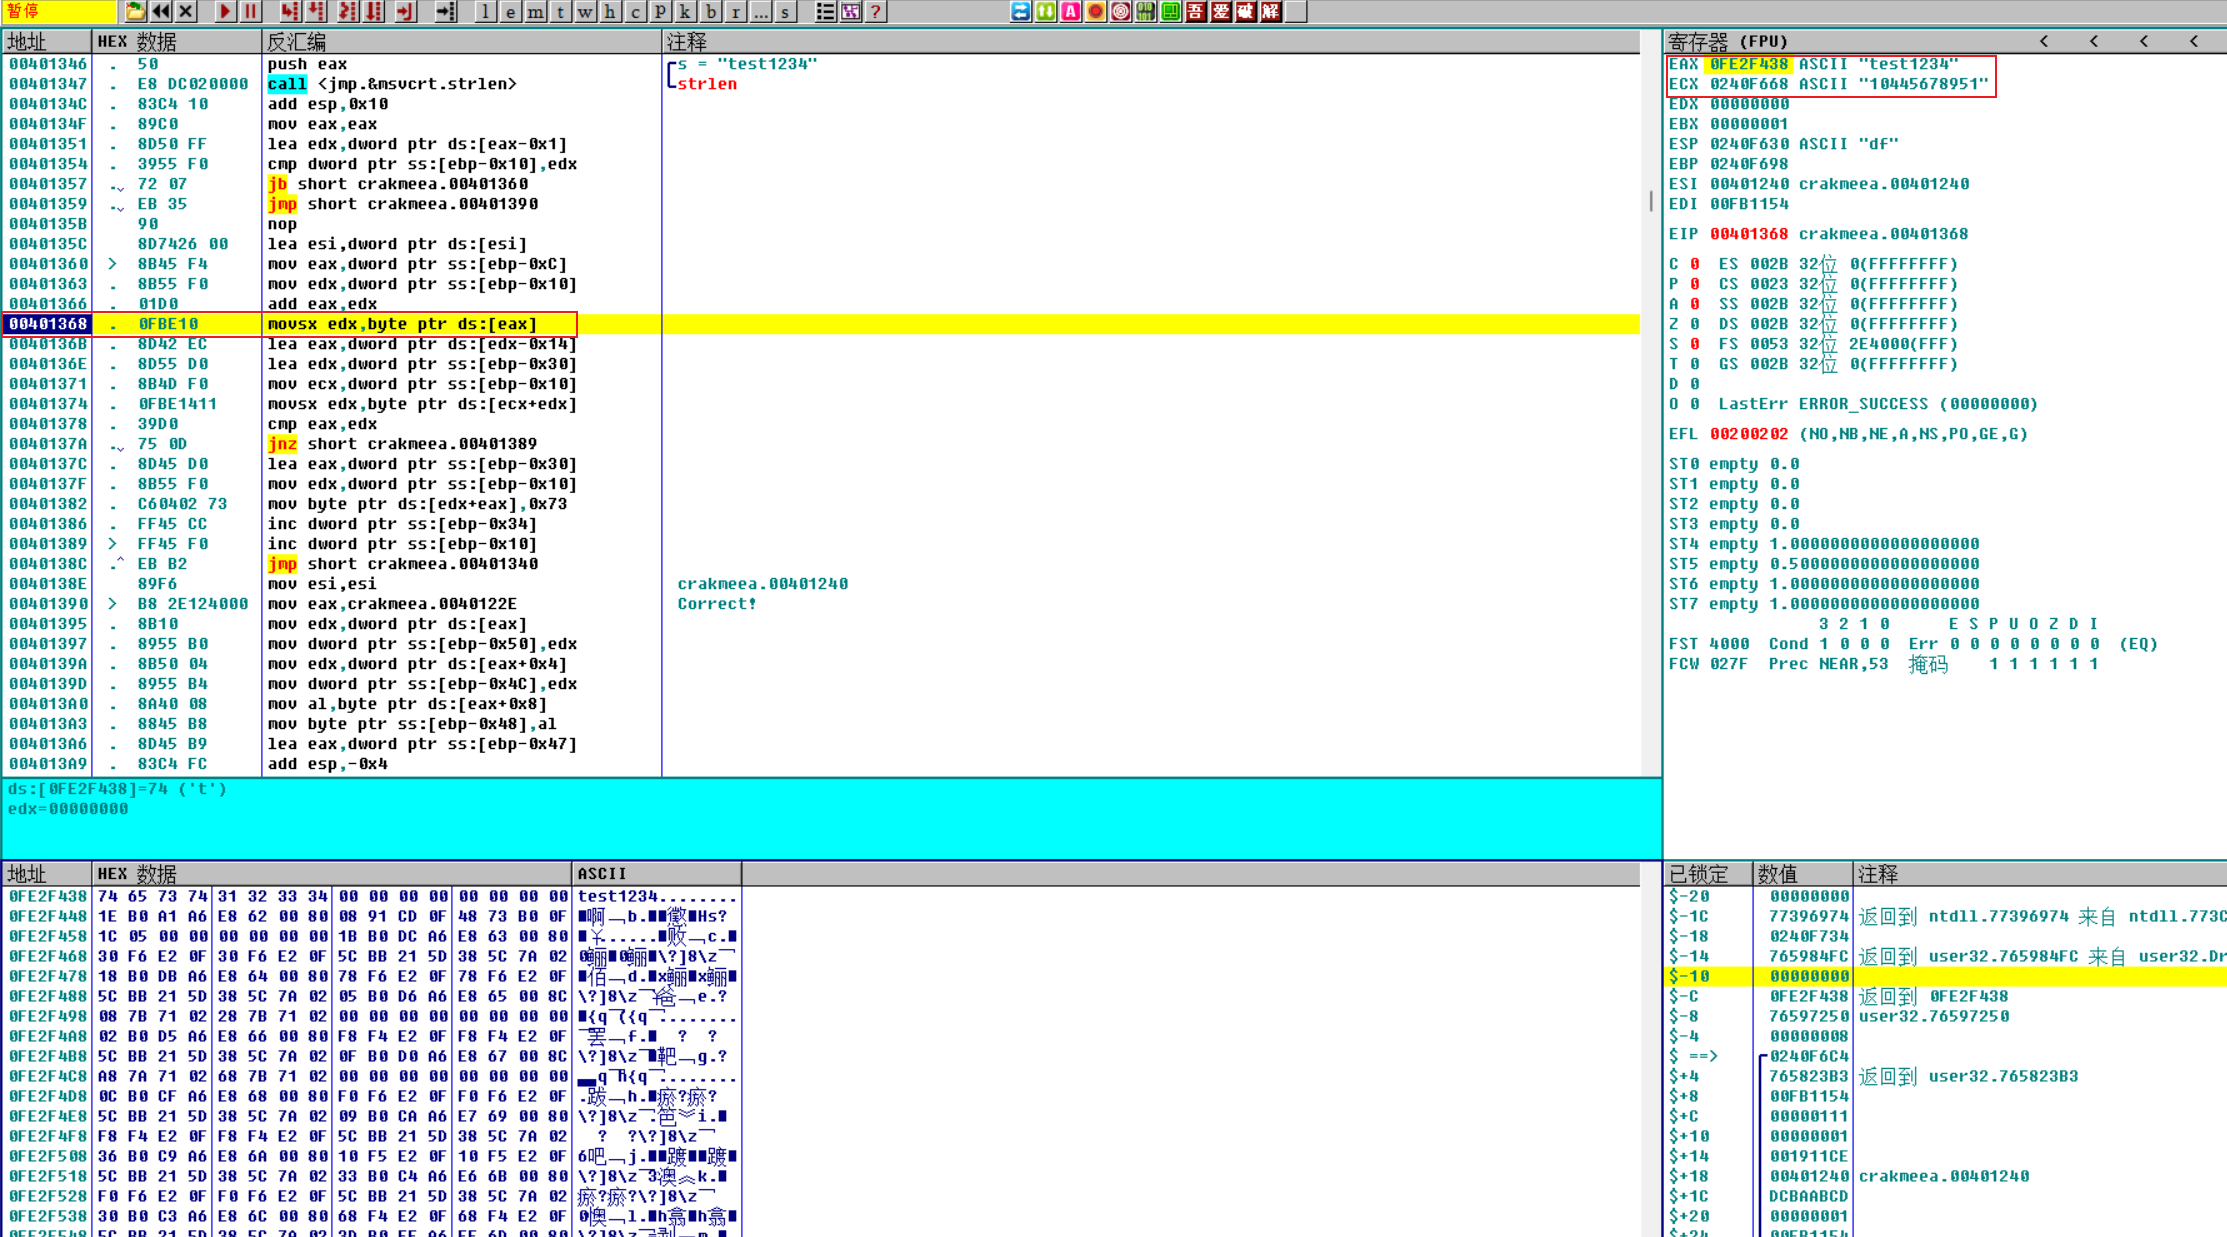 暂停 l e m t w h c p k b r ... s ? A 吾 爱 破 解
地址 HEX 数据 反汇编 注释
00401346 . 50 push eax s = "test1234"
00401347 . E8 DC020000 call <jmp.&msvcrt.strlen> strlen
0040134C . 83C4 10 add esp,0x10
0040134F . 89C0 mov eax,eax
00401351 . 8D50 FF lea edx,dword ptr ds:[eax-0x1]
00401354 . 3955 F0 cmp dword ptr ss:[ebp-0x10],edx
00401357 . 72 07 jb short crakmeea.00401360
00401359 . EB 35 jmp short crakmeea.00401390
0040135B 90 nop
0040135C 8D7426 00 lea esi,dword ptr ds:[esi]
00401360 > 8B45 F4 mov eax,dword ptr ss:[ebp-0xC]
00401363 . 8B55 F0 mov edx,dword ptr ss:[ebp-0x10]
00401366 . 01D0 add eax,edx
00401368 . 0FBE10 movsx edx,byte ptr ds:[eax]
0040136B . 8D42 EC lea eax,dword ptr ds:[edx-0x14]
0040136E . 8D55 D0 lea edx,dword ptr ss:[ebp-0x30]
00401371 . 8B4D F0 mov ecx,dword ptr ss:[ebp-0x10]
00401374 . 0FBE1411 movsx edx,byte ptr ds:[ecx+edx]
00401378 . 39D0 cmp eax,edx
0040137A . 75 0D jnz short crakmeea.00401389
0040137C . 8D45 D0 lea eax,dword ptr ss:[ebp-0x30]
0040137F . 8B55 F0 mov edx,dword ptr ss:[ebp-0x10]
00401382 . C60402 73 mov byte ptr ds:[edx+eax],0x73
00401386 . FF45 CC inc dword ptr ss:[ebp-0x34]
00401389 > FF45 F0 inc dword ptr ss:[ebp-0x10]
0040138C .^ EB B2 jmp short crakmeea.00401340
0040138E 89F6 mov esi,esi crakmeea.00401240
00401390 > B8 2E124000 mov eax,crakmeea.0040122E Correct!
00401395 . 8B10 mov edx,dword ptr ds:[eax]
00401397 . 8955 B0 mov dword ptr ss:[ebp-0x50],edx
0040139A . 8B50 04 mov edx,dword ptr ds:[eax+0x4]
0040139D . 8955 B4 mov dword ptr ss:[ebp-0x4C],edx
004013A0 . 8A40 08 mov al,byte ptr ds:[eax+0x8]
004013A3 . 8845 B8 mov byte ptr ss:[ebp-0x48],al
004013A6 . 8D45 B9 lea eax,dword ptr ss:[ebp-0x47]
004013A9 . 83C4 FC add esp,-0x4
ds:[0FE2F438]=74 ('t')
edx=00000000
寄存器 (FPU) < < < <
EAX 0FE2F438 ASCII "test1234"
ECX 0240F668 ASCII "10445678951"
EDX 00000000
EBX 00000001
ESP 0240F630 ASCII "df"
EBP 0240F698
ESI 00401240 crakmeea.00401240
EDI 00FB1154
EIP 00401368 crakmeea.00401368
C 0 ES 002B 32位 0(FFFFFFFF)
P 0 CS 0023 32位 0(FFFFFFFF)
A 0 SS 002B 32位 0(FFFFFFFF)
Z 0 DS 002B 32位 0(FFFFFFFF)
S 0 FS 0053 32位 2E4000(FFF)
T 0 GS 002B 32位 0(FFFFFFFF)
D 0
O 0 LastErr ERROR_SUCCESS (00000000)
EFL 00200202 (NO,NB,NE,A,NS,PO,GE,G)
ST0 empty 0.0
ST1 empty 0.0
ST2 empty 0.0
ST3 empty 0.0
ST4 empty 1.0000000000000000000
ST5 empty 0.5000000000000000000
ST6 empty 1.0000000000000000000
ST7 empty 1.0000000000000000000
3 2 1 0 E S P U O Z D I
FST 4000 Cond 1 0 0 0 Err 0 0 0 0 0 0 0 0 (EQ)
FCW 027F Prec NEAR,53 掩码 1 1 1 1 1 1
地址 HEX 数据 ASCII
0FE2F438 74 65 73 74 31 32 33 34 00 00 00 00 00 00 00 00 test1234........
0FE2F448 1E B0 A1 A6 E8 62 00 80 08 91 CD 0F 48 73 B0 0F
0FE2F458 1C 05 00 00 00 00 00 00 1B B0 DC A6 E8 63 00 80
0FE2F468 30 F6 E2 0F 30 F6 E2 0F 5C BB 21 5D 38 5C 7A 02
0FE2F478 18 B0 DB A6 E8 64 00 80 78 F6 E2 0F 78 F6 E2 0F
0FE2F488 5C BB 21 5D 38 5C 7A 02 05 B0 D6 A6 E8 65 00 8C
0FE2F498 08 7B 71 02 28 7B 71 02 00 00 00 00 00 00 00 00
0FE2F4A8 02 B0 D5 A6 E8 66 00 80 F8 F4 E2 0F F8 F4 E2 0F
0FE2F4B8 5C BB 21 5D 38 5C 7A 02 0F B0 D0 A6 E8 67 00 8C
0FE2F4C8 A8 7A 71 02 68 7B 71 02 00 00 00 00 00 00 00 00
0FE2F4D8 0C B0 CF A6 E8 68 00 80 F0 F6 E2 0F F0 F6 E2 0F
0FE2F4E8 5C BB 21 5D 38 5C 7A 02 09 B0 CA A6 E7 69 00 80
0FE2F4F8 F8 F4 E2 0F F8 F4 E2 0F 5C BB 21 5D 38 5C 7A 02
0FE2F508 36 B0 C9 A6 E8 6A 00 80 10 F5 E2 0F 10 F5 E2 0F
0FE2F518 5C BB 21 5D 38 5C 7A 02 33 B0 C4 A6 E6 6B 00 80
0FE2F528 F0 F6 E2 0F F0 F6 E2 0F 5C BB 21 5D 38 5C 7A 02
0FE2F538 30 B0 C3 A6 E8 6C 00 80 68 F4 E2 0F 68 F4 E2 0F
已锁定 数值 注释
$-20 00000000
$-1C 77396974 返回到 ntdll.77396974 来自 ntdll.773C
$-18 0240F734
$-14 765984FC 返回到 user32.765984FC 来自 user32.Dr
$-10 00000000
$-C 0FE2F438 返回到 0FE2F438
$-8 76597250 user32.76597250
$-4 00000008
$ ==> 0240F6C4
$+4 765823B3 返回到 user32.765823B3
$+8 00FB1154
$+C 00000111
$+10 00000001
$+14 001911CE
$+18 00401240 crakmeea.00401240
$+1C DCBAABCD
$+20 00000001